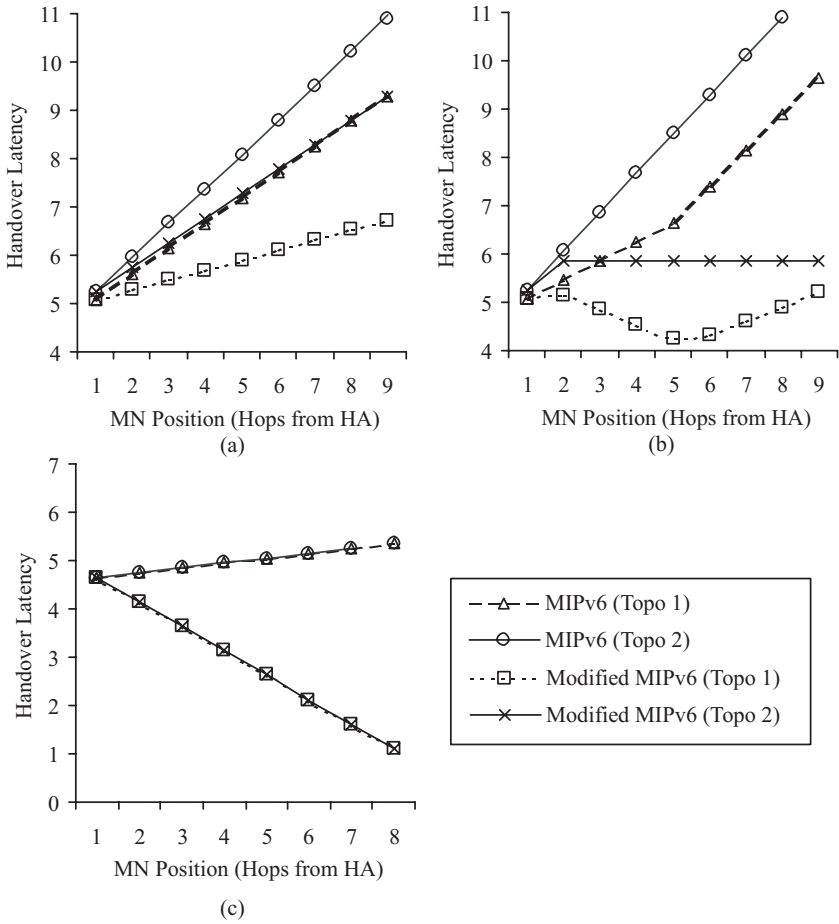 11
10
9
8
7
6
5
4
Handover Latency
1 2 3 4 5 6 7 8 9
MN Position (Hops from HA)
(a)
11
10
9
8
7
6
5
4
Handover Latency
1 2 3 4 5 6 7 8 9
MN Position (Hops from HA)
(b)
7
6
5
4
3
2
1
0
Handover Latency
1 2 3 4 5 6 7 8
MN Position (Hops from HA)
(c)
MIPv6 (Topo 1)
MIPv6 (Topo 2)
Modified MIPv6 (Topo 1)
Modified MIPv6 (Topo 2)